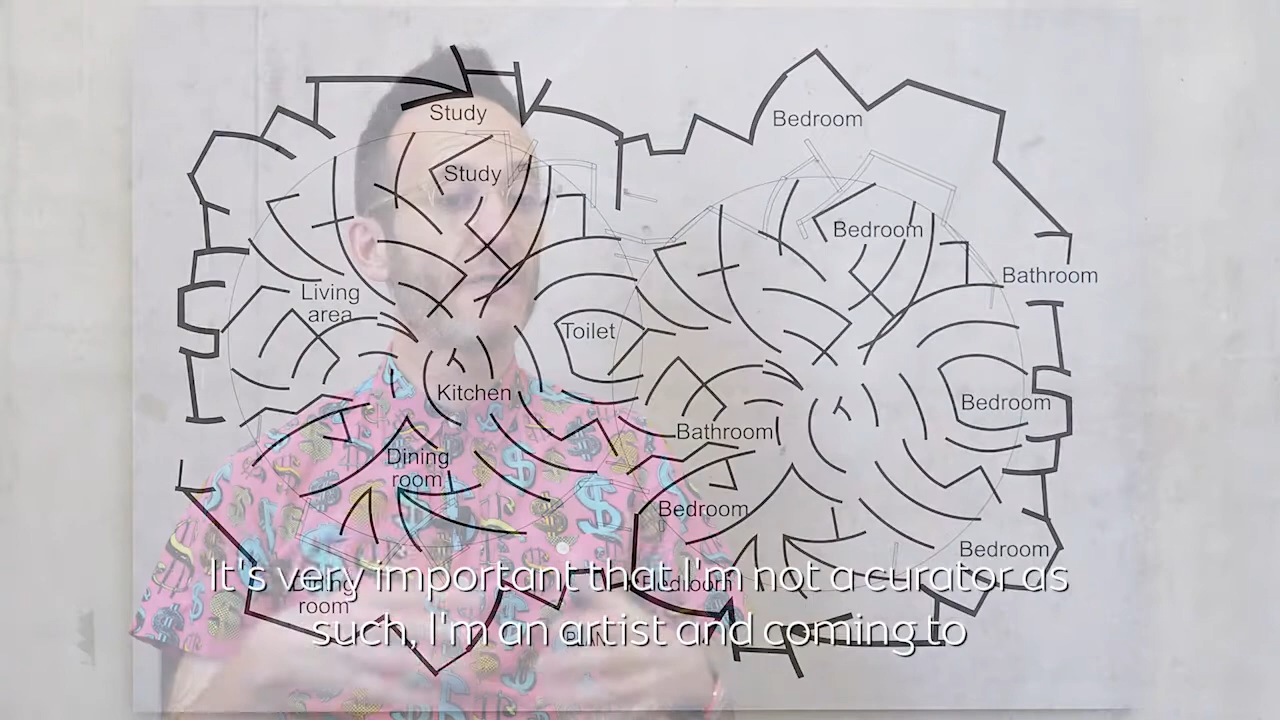 Study
Bedroom
Study
Bedroom
Bathroom
Living
area
Toilet
Kitchen
Bedroom
Bathroom
Dining
room
Bedroom
Bedroom
It's very important that I'm not a curator as
such, I'm an artist and coming to
room